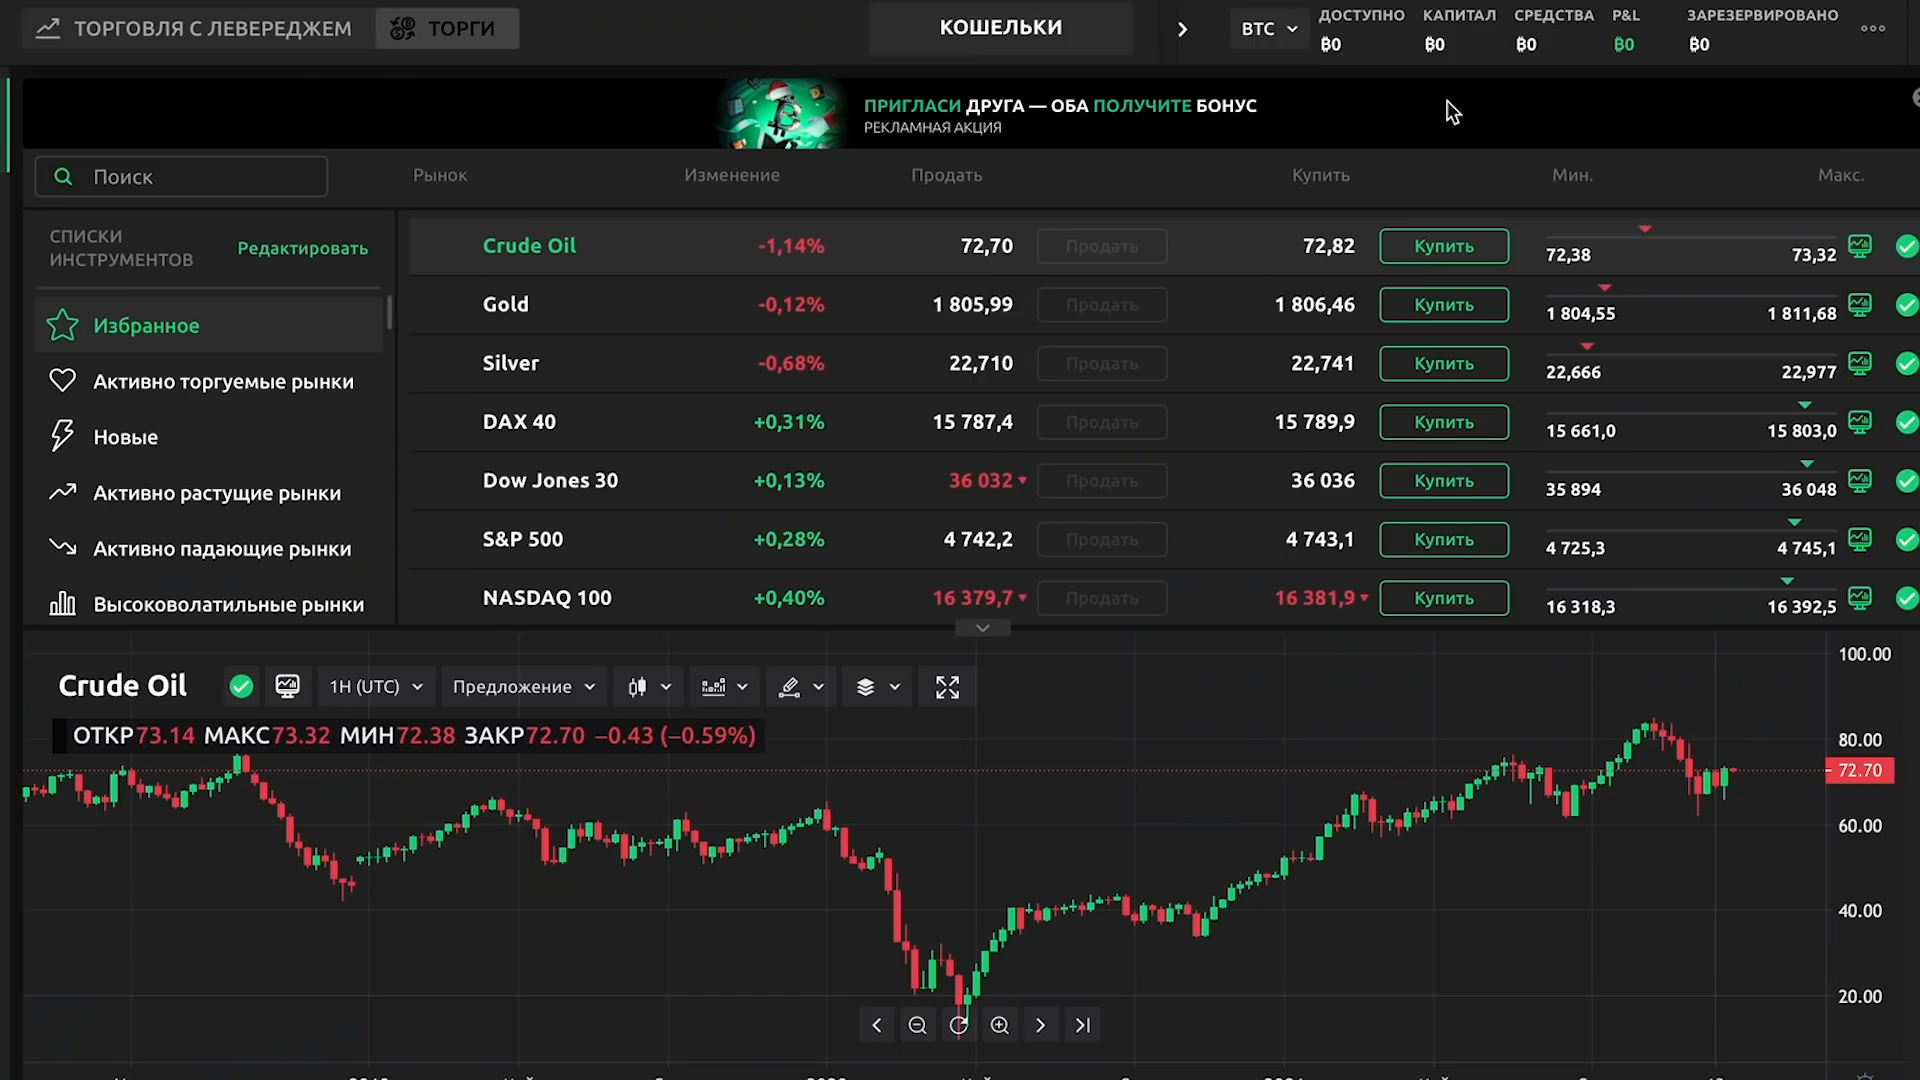 ТОРГОВЛЯ С ЛЕВЕРЕДЖЕМ
ТОРГИ
КОШЕЛЬКИ
BTC
ДОСТУПНО
КАПИТАЛ
СРЕДСТВА
P&L
ЗАРЕЗЕРВИРОВАНО
฿0
฿0
฿0
฿0
฿0
ПРИГЛАСИ ДРУГА — ОБА ПОЛУЧИТЕ БОНУС
РЕКЛАМНАЯ АКЦИЯ
Поиск
Рынок Изменение Продать Купить Мин. Макс.
СПИСКИ
ИНСТРУМЕНТОВ
Редактировать
Избранное
Активно торгуемые рынки
Новые
Активно растущие рынки
Активно падающие рынки
Высоковолатильные рынки
Crude Oil -1,14% 72,70 Продать 72,82 Купить 72,38 73,32
Gold -0,12% 1 805,99 Продать 1 806,46 Купить 1 804,55 1 811,68
Silver -0,68% 22,710 Продать 22,741 Купить 22,666 22,977
DAX 40 +0,31% 15 787,4 Продать 15 789,9 Купить 15 661,0 15 803,0
Dow Jones 30 +0,13% 36 032 Продать 36 036 Купить 35 894 36 048
S&P 500 +0,28% 4 742,2 Продать 4 743,1 Купить 4 725,3 4 745,1
NASDAQ 100 +0,40% 16 379,7 Продать 16 381,9 Купить 16 318,3 16 392,5
Crude Oil
1H (UTC)
Предложение
ОТКР73.14 МАКС73.32 МИН72.38 ЗАКР72.70 −0.43 (−0.59%)
100.00
80.00
72.70
60.00
40.00
20.00